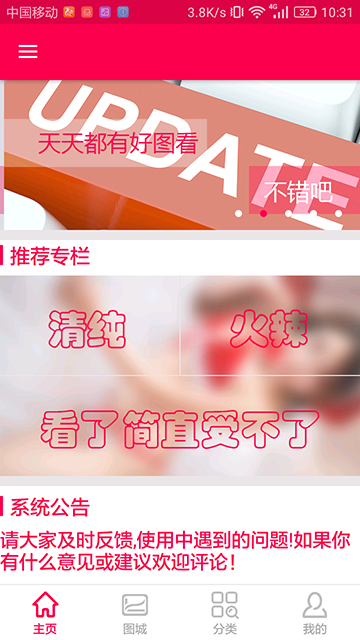 中国移动 3.8K/s 4G 32 10:31
UPDATE
天天都有好图看
不错吧
推荐专栏
清纯 火辣
看了简直受不了
系统公告
请大家及时反馈,使用中遇到的问题!如果你
有什么意见或建议欢迎评论！
主页 图城 分类 我的